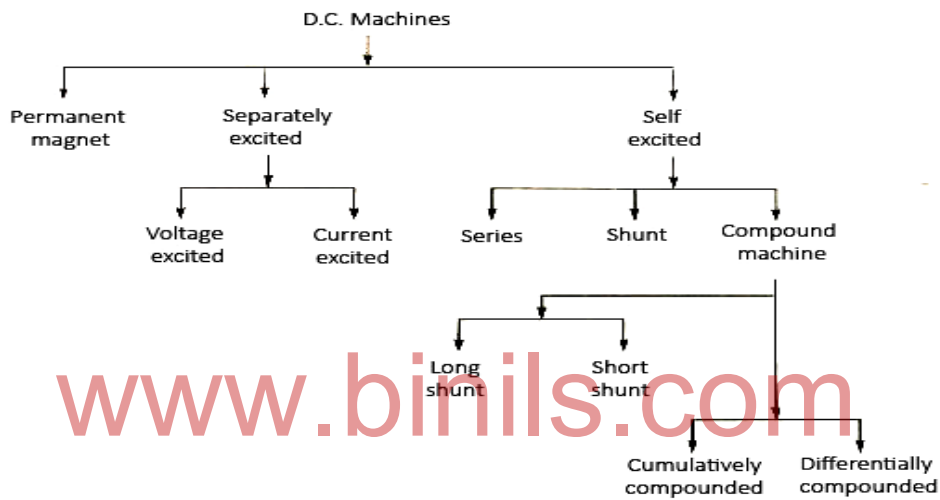 D.C. Machines
Permanent
magnet
Separately
excited
Self
excited
Voltage
excited
Current
excited
Series
Shunt
Compound
machine
Long
shunt
Short
shunt
www.binils.com
Cumulatively
compounded
Differentially
compounded